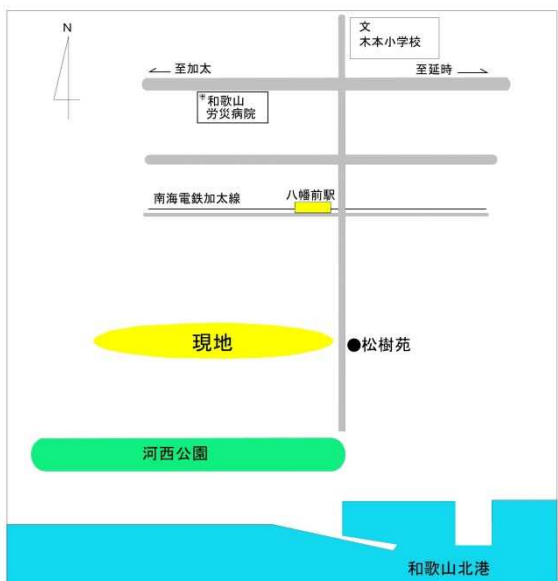 N
文
木本小学校
至加太
至延時
和歌山
労災病院
南海電鉄加太線
八幡前駅
現地
松樹苑
河西公園
和歌山北港